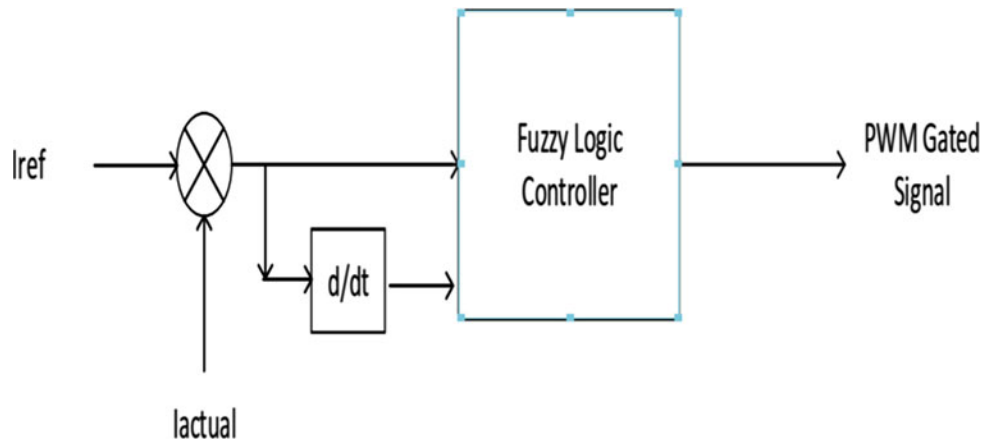 Iref
Fuzzy Logic
Controller
PWM Gated
Signal
d/dt
Iactual